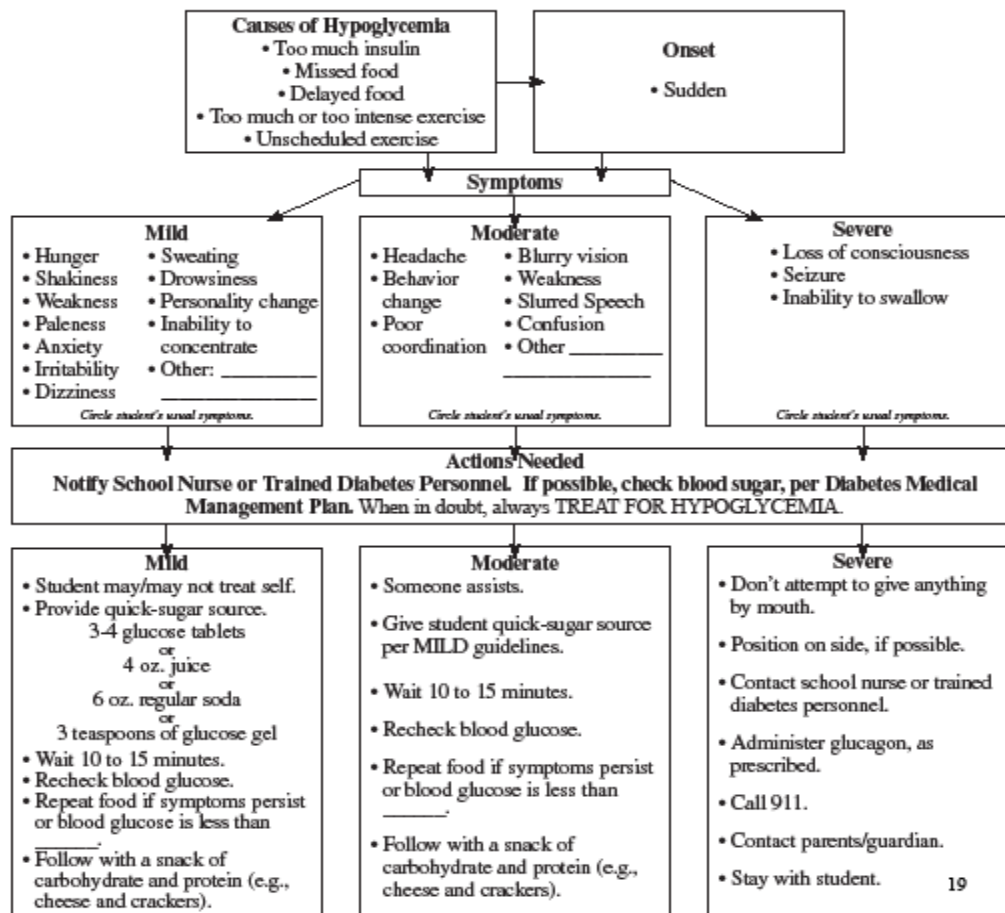 Causes of Hypoglycemia
• Too much insulin
• Missed food
• Delayed food
• Too much or too intense exercise
• Unscheduled exercise
Onset
• Sudden
Symptoms
Mild
• Hunger
• Shakiness
• Weakness
• Paleness
• Anxiety
• Irritability
• Dizziness
• Sweating
• Drowsiness
• Personality change
• Inability to
concentrate
• Other: ________________
________________
Circle student's usual symptoms.
Moderate
• Headache
• Behavior
change
• Poor
coordination
• Blurry vision
• Weakness
• Slurred Speech
• Confusion
• Other __________
________________
Circle student's usual symptoms.
Severe
• Loss of consciousness
• Seizure
• Inability to swallow
Actions Needed
Notify School Nurse or Trained Diabetes Personnel. If possible, check blood sugar, per Diabetes Medical
Management Plan. When in doubt, always TREAT FOR HYPOGLYCEMIA.
Mild
• Student may/may not treat self.
• Provide quick-sugar source.
3-4 glucose tablets
or
4 oz. juice
or
6 oz. regular soda
or
3 teaspoons of glucose gel
• Wait 10 to 15 minutes.
• Recheck blood glucose.
• Repeat food if symptoms persist
or blood glucose is less than
______.
• Follow with a snack of
carbohydrate and protein (e.g.,
cheese and crackers).
Moderate
• Someone assists.
• Give student quick-sugar source
per MILD guidelines.
• Wait 10 to 15 minutes.
• Recheck blood glucose.
• Repeat food if symptoms persist
or blood glucose is less than
______.
• Follow with a snack of
carbohydrate and protein (e.g.,
cheese and crackers).
Severe
• Don't attempt to give anything
by mouth.
• Position on side, if possible.
• Contact school nurse or trained
diabetes personnel.
• Administer glucagon, as
prescribed.
• Call 911.
• Contact parents/guardian.
• Stay with student.
19